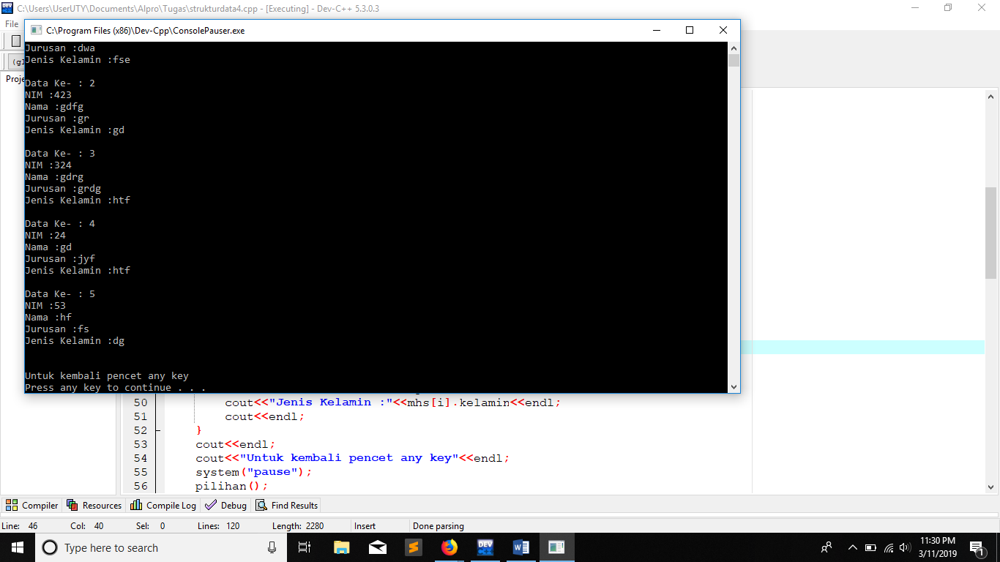 C:\Users\UserUTY\Documents\Alpro\Tugas\strukturdata4.cpp - [Executing] - Dev-C++ 5.3.0.3
File
C:\Program Files (x86)\Dev-Cpp\ConsolePauser.exe
Jurusan :dwa
Jenis Kelamin :fse
Data Ke- : 2
NIM :423
Nama :gdfg
Jurusan :gr
Jenis Kelamin :gd
Data Ke- : 3
NIM :324
Nama :gdrg
Jurusan :grdg
Jenis Kelamin :htf
Data Ke- : 4
NIM :24
Nama :gd
Jurusan :jyf
Jenis Kelamin :htf
Data Ke- : 5
NIM :53
Nama :hf
Jurusan :fs
Jenis Kelamin :dg
Untuk kembali pencet any key
Press any key to continue . . .
50 cout<<"Jenis Kelamin :"<<mhs[i].kelamin<<endl;
51 cout<<endl;
52 }
53 cout<<endl;
54 cout<<"Untuk kembali pencet any key"<<endl;
55 system("pause");
56 pilihan();
Compiler Resources Compile Log Debug Find Results
Line: 46 Col: 40 Sel: 0 Lines: 120 Length: 2280 Insert Done parsing
Type here to search
DEV
11:30 PM
3/11/2019
1